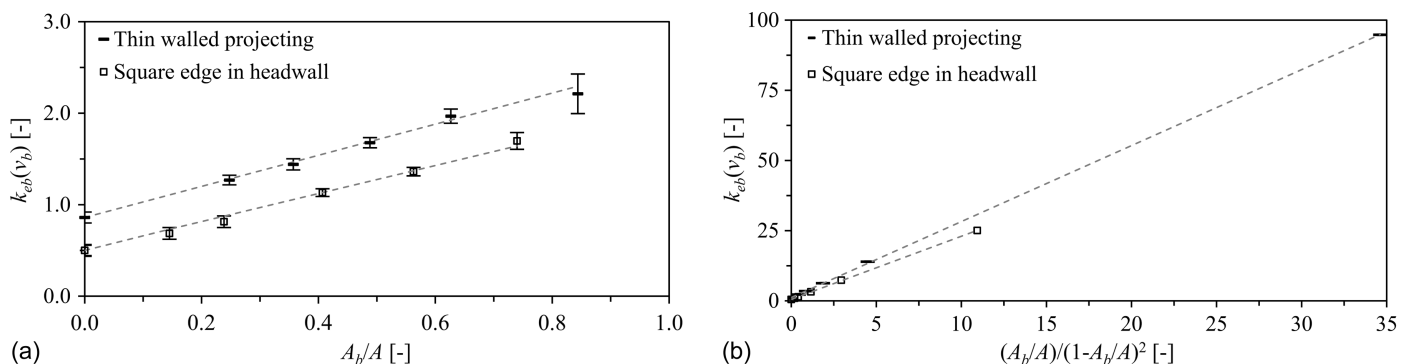 3.0
2.0
1.0
0.0
k_eb(v_b) [-]
Thin walled projecting
Square edge in headwall
0.0 0.2 0.4 0.6 0.8 1.0
A_b/A [-]
(a)
100
75
50
25
0
k_eb(v_b) [-]
Thin walled projecting
Square edge in headwall
0 5 10 15 20 25 30 35
(A_b/A)/(1-A_b/A)² [-]
(b)